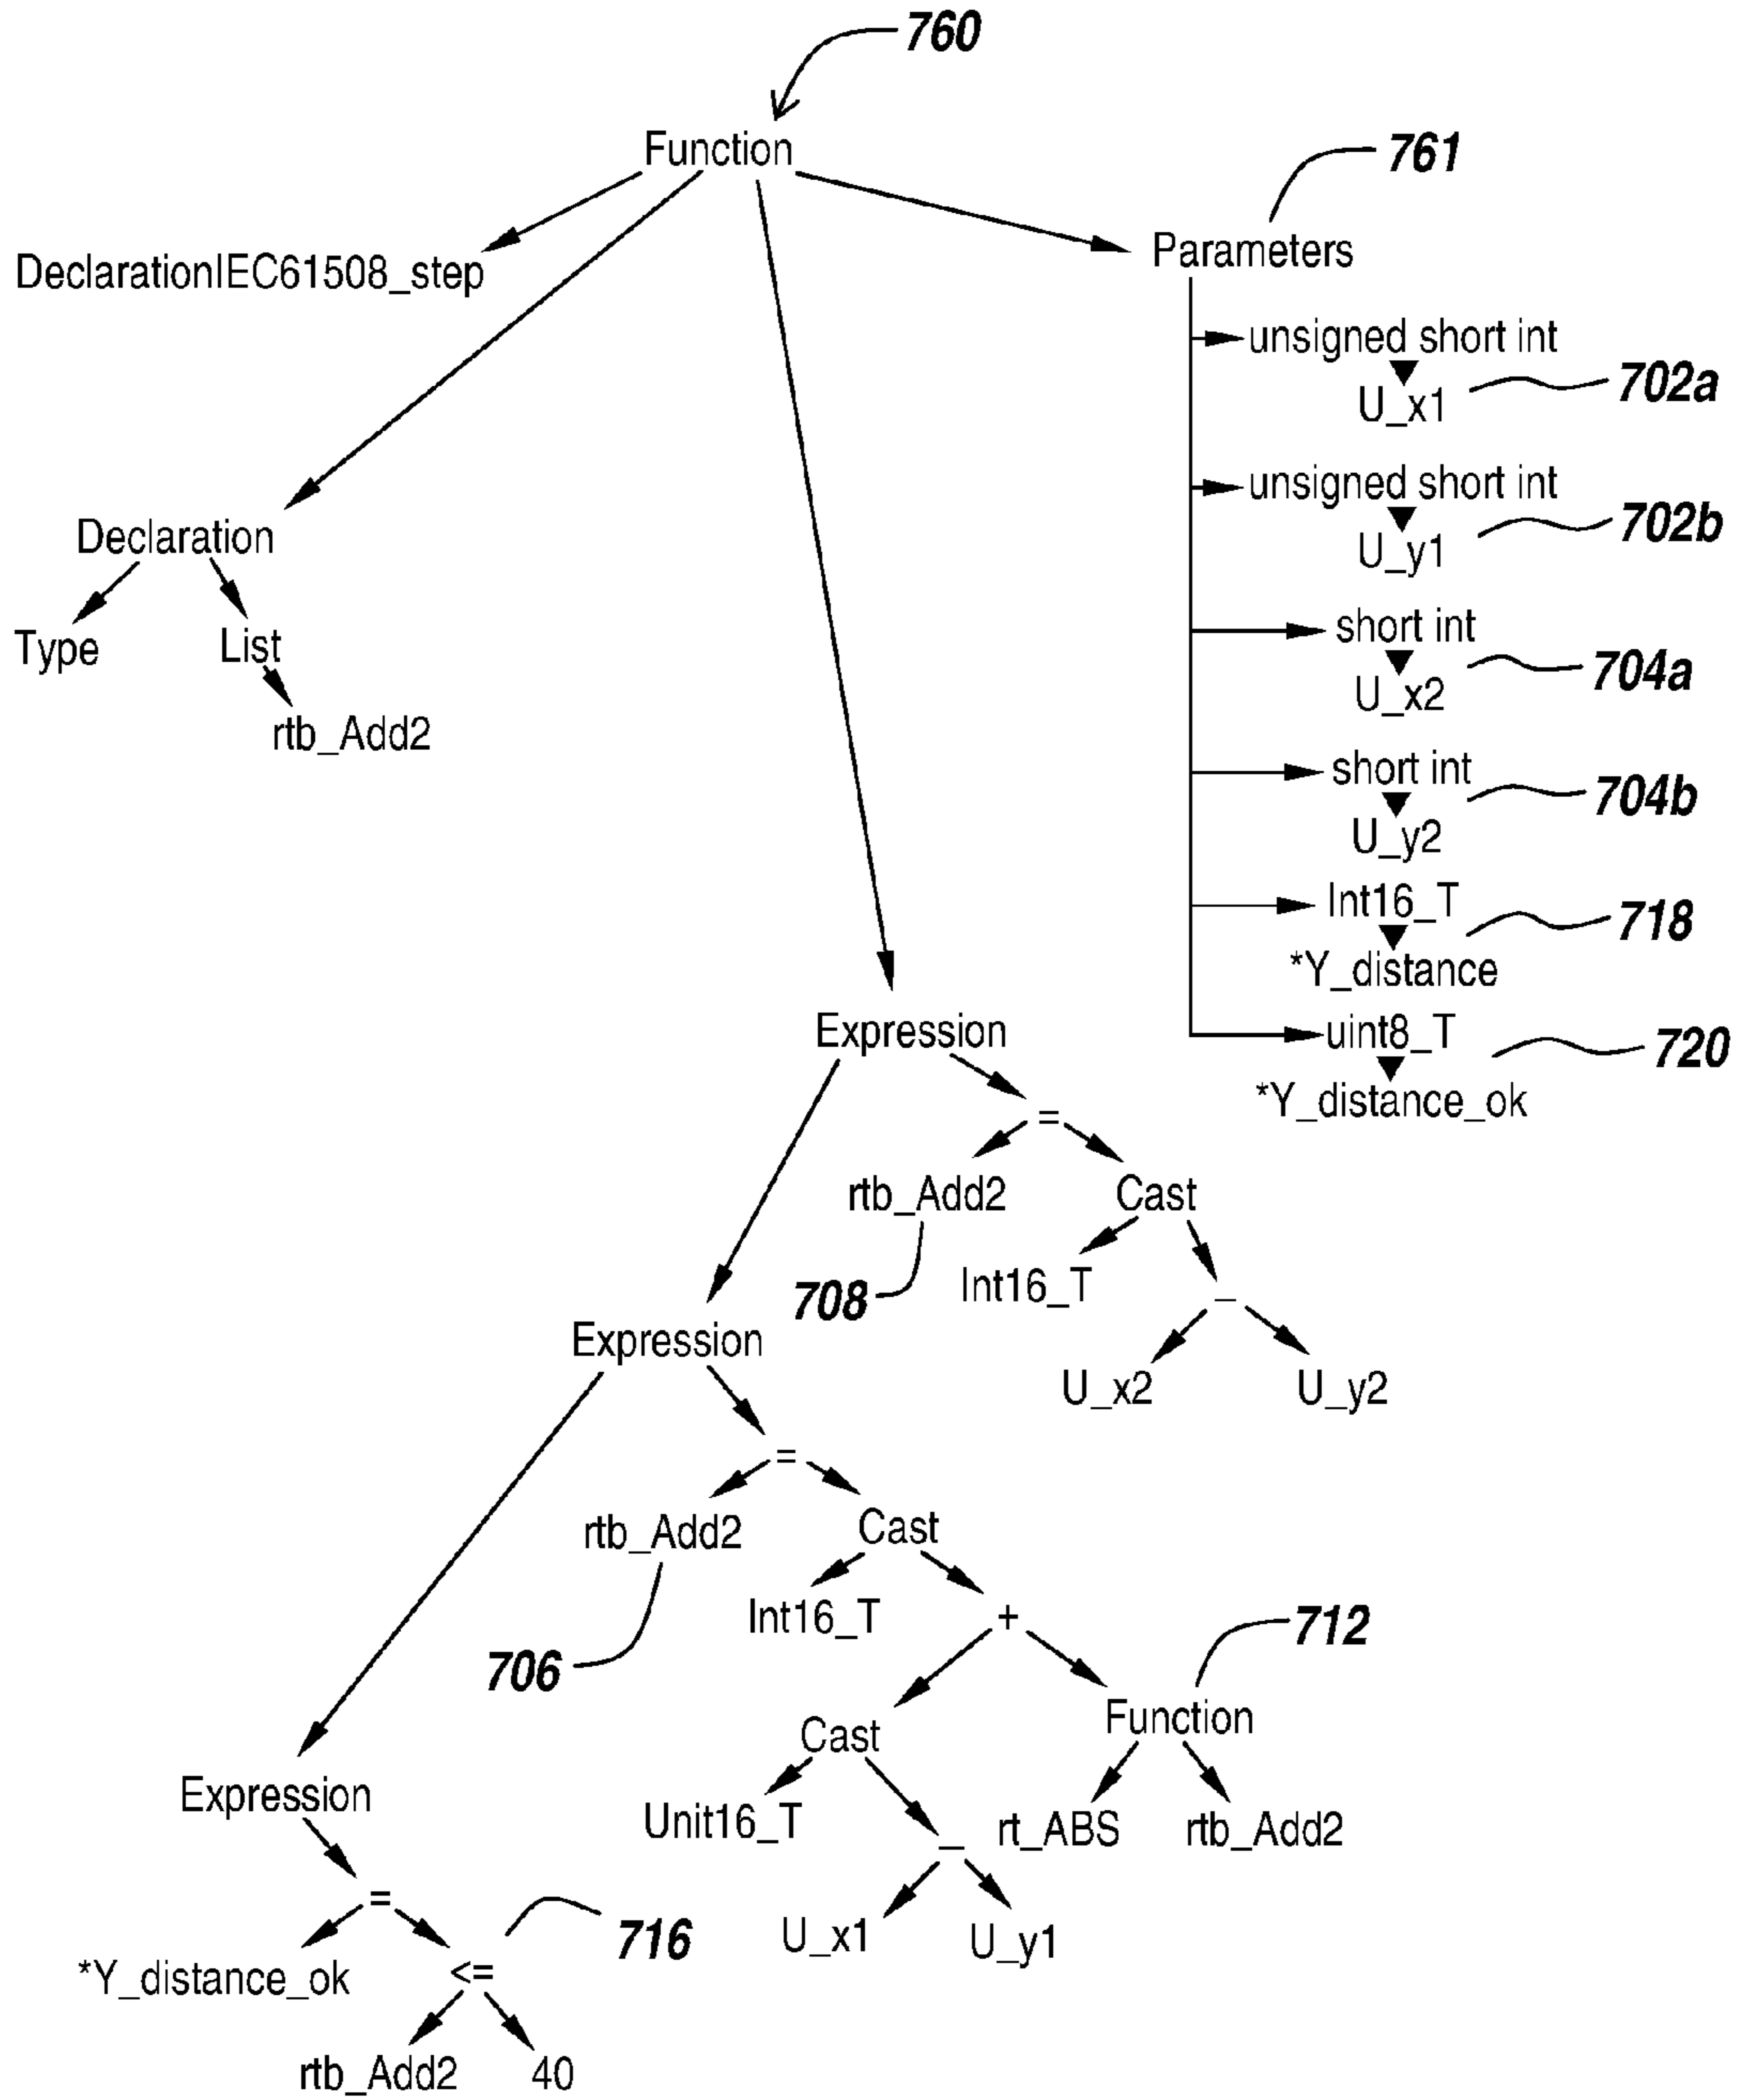 760
Function
761
DeclarationIEC61508_step
Parameters
unsigned short int
702a
U_x1
unsigned short int
702b
U_y1
Declaration
short int
704a
U_x2
Type
List
rtb_Add2
short int
704b
U_y2
Int16_T
718
*Y_distance
Expression
uint8_T
720
*Y_distance_ok
=
rtb_Add2
Cast
708
Int16_T
–
Expression
U_x2
U_y2
=
rtb_Add2
Cast
Int16_T
+
712
706
Function
Cast
Expression
Unit16_T
rt_ABS
rtb_Add2
–
=
716
U_x1
U_y1
*Y_distance_ok
<=
rtb_Add2
40